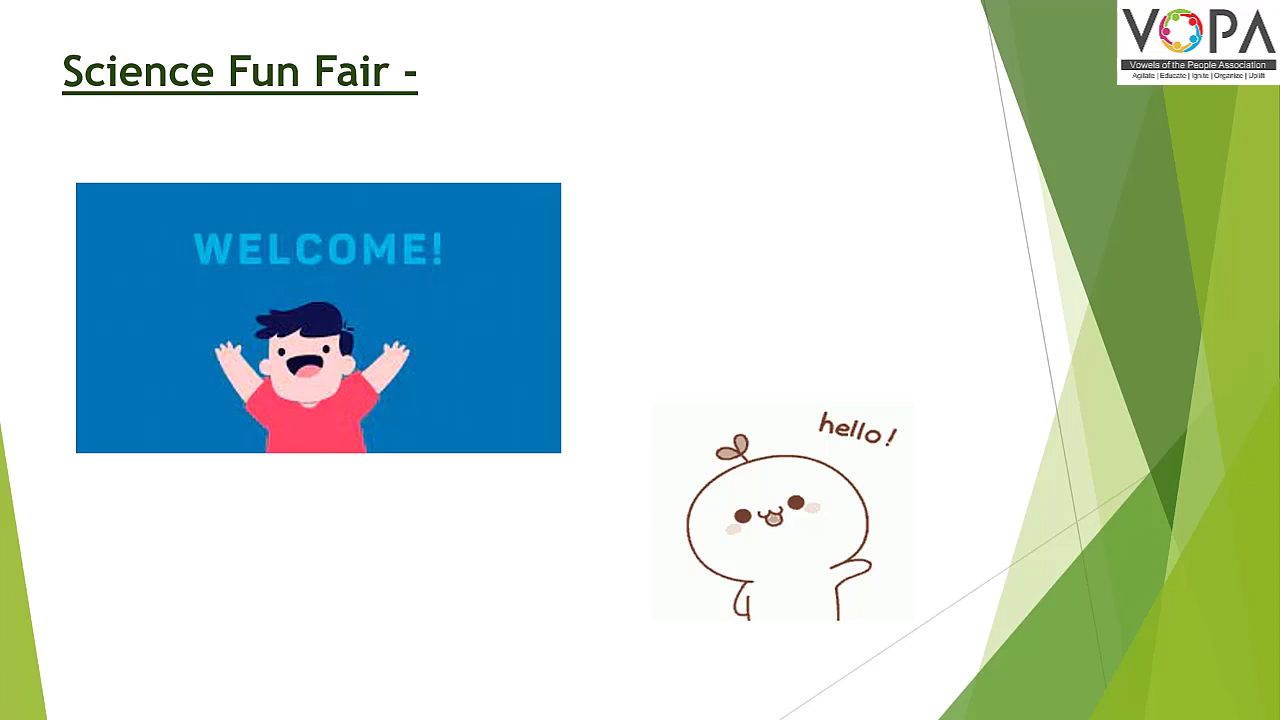 Science Fun Fair -
VOPA
Vowels of the People Association
Agitate | Educate | Ignite | Organize | Uplift
WELCOME!
hello!